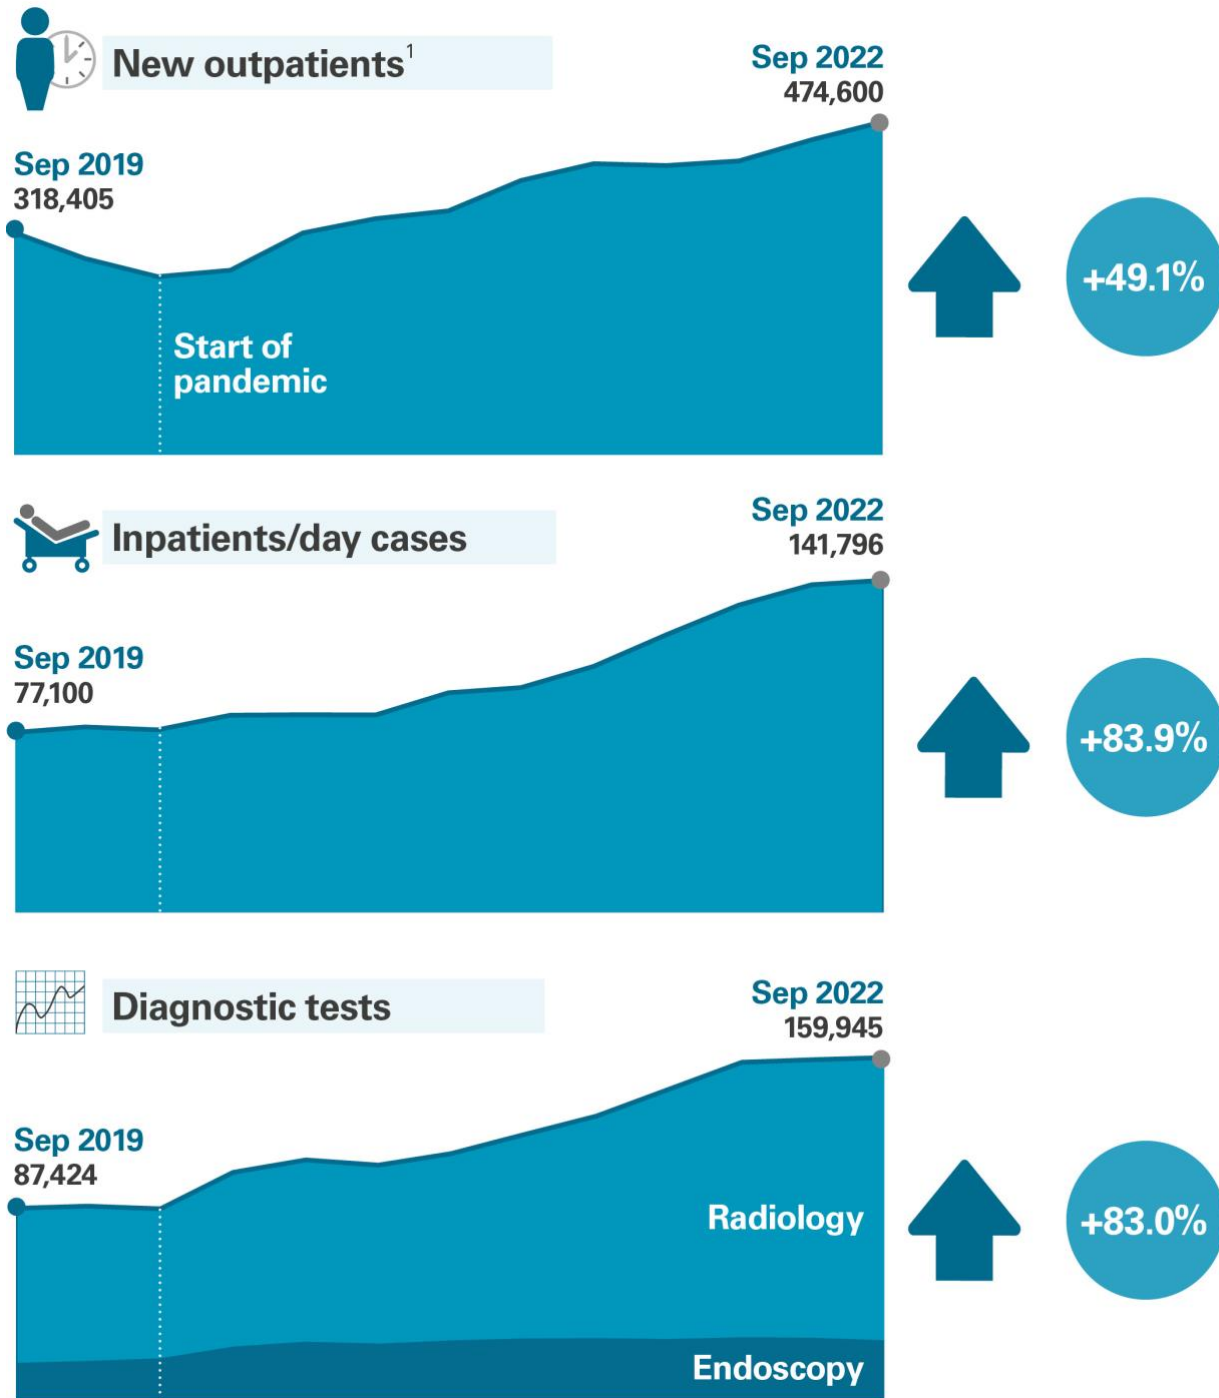 New outpatients¹
Sep 2022
474,600
Sep 2019
318,405
+49.1%
Start of
pandemic
Inpatients/day cases
Sep 2022
141,796
Sep 2019
77,100
+83.9%
Diagnostic tests
Sep 2022
159,945
Sep 2019
87,424
Radiology
+83.0%
Endoscopy